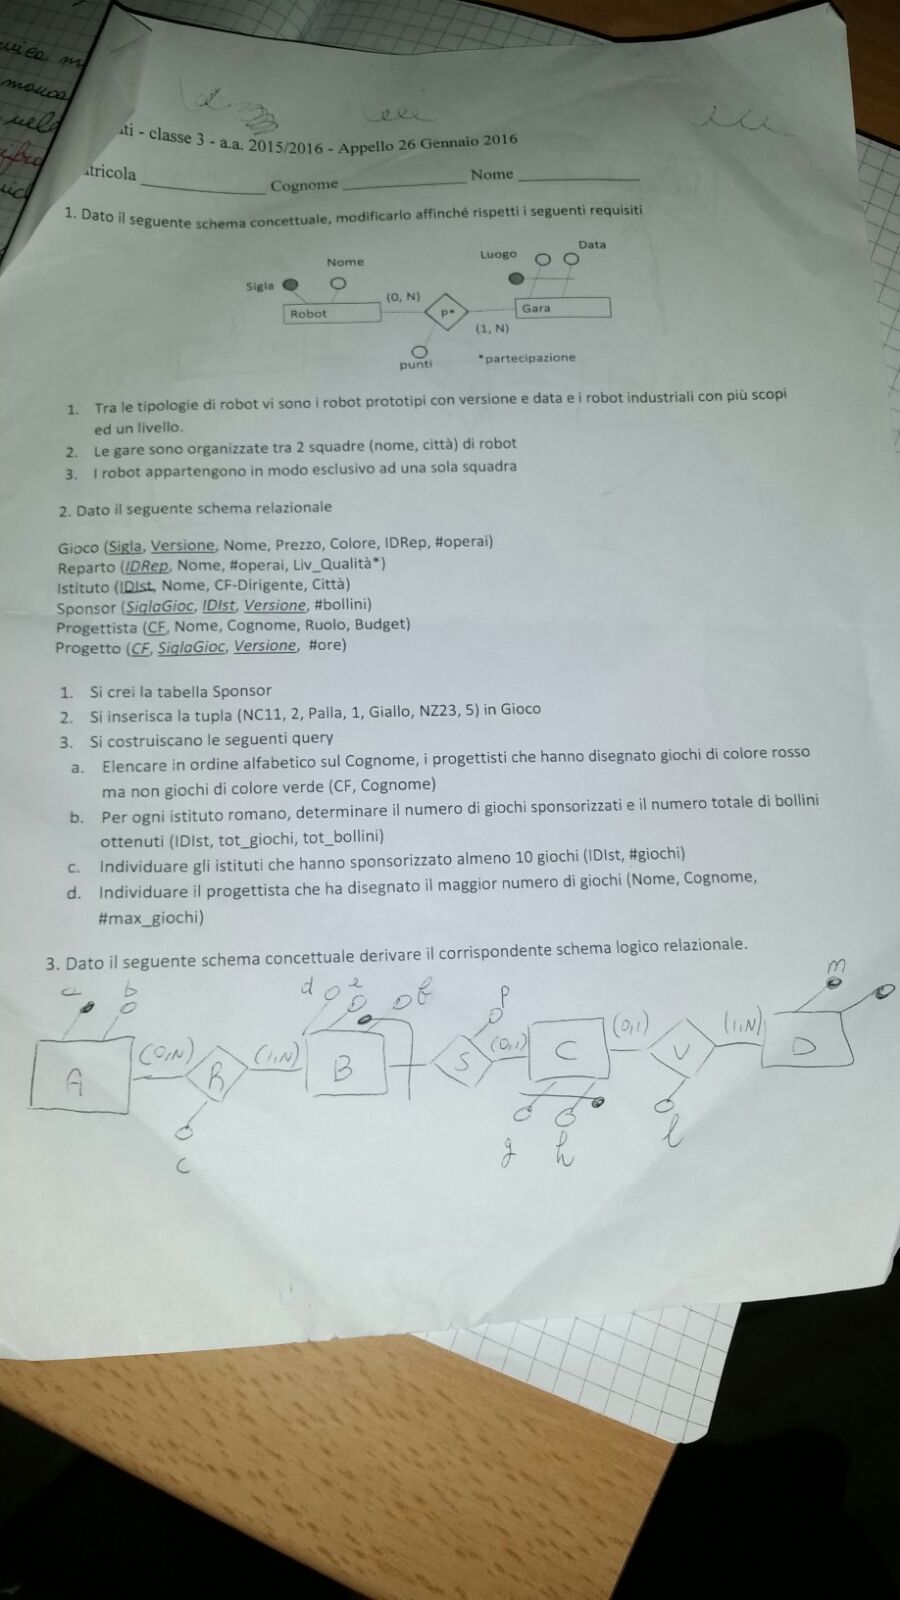 ati - classe 3 - a.a. 2015/2016 - Appello 26 Gennaio 2016
atricola ____________ Cognome ____________ Nome ____________
1. Dato il seguente schema concettuale, modificarlo affinché rispetti i seguenti requisiti
Sigla
Nome
Luogo
Data
Robot
(0, N)
P*
(1, N)
Gara
punti
*partecipazione
1. Tra le tipologie di robot vi sono i robot prototipi con versione e data e i robot industriali con più scopi
ed un livello.
2. Le gare sono organizzate tra 2 squadre (nome, città) di robot
3. I robot appartengono in modo esclusivo ad una sola squadra
2. Dato il seguente schema relazionale
Gioco (Sigla, Versione, Nome, Prezzo, Colore, IDRep, #operai)
Reparto (IDRep, Nome, #operai, Liv_Qualità*)
Istituto (IDIst, Nome, CF-Dirigente, Città)
Sponsor (SiglaGioc, IDIst, Versione, #bollini)
Progettista (CF, Nome, Cognome, Ruolo, Budget)
Progetto (CF, SiglaGioc, Versione, #ore)
1. Si crei la tabella Sponsor
2. Si inserisca la tupla (NC11, 2, Palla, 1, Giallo, NZ23, 5) in Gioco
3. Si costruiscano le seguenti query
a. Elencare in ordine alfabetico sul Cognome, i progettisti che hanno disegnato giochi di colore rosso
ma non giochi di colore verde (CF, Cognome)
b. Per ogni istituto romano, determinare il numero di giochi sponsorizzati e il numero totale di bollini
ottenuti (IDIst, tot_giochi, tot_bollini)
c. Individuare gli istituti che hanno sponsorizzato almeno 10 giochi (IDIst, #giochi)
d. Individuare il progettista che ha disegnato il maggior numero di giochi (Nome, Cognome,
#max_giochi)
3. Dato il seguente schema concettuale derivare il corrispondente schema logico relazionale.
a b d e f p m
A (0,N) R (1,N) B S (0,1) C (0,1) V (1,N) D
c g h l